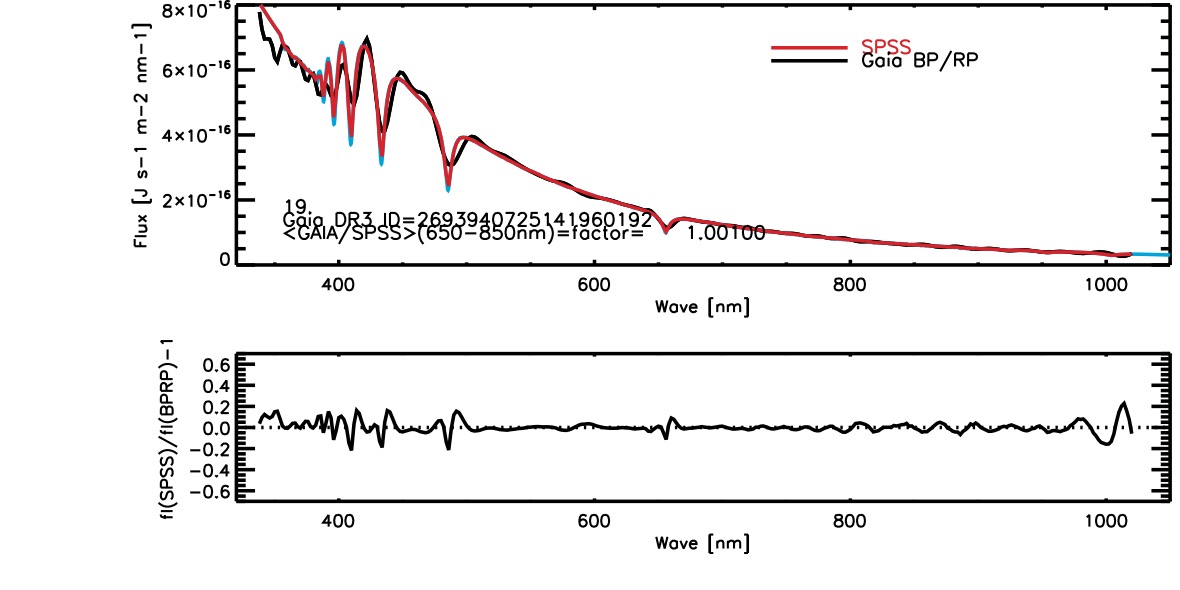 8×10⁻¹⁶
6×10⁻¹⁶
4×10⁻¹⁶
2×10⁻¹⁶
0
Flux [J s−1 m−2 nm−1]
SPSS
Gaia BP/RP
19.
Gaia DR3 ID=2693940725141960192
<GAIA/SPSS>(650−850nm)=factor= 1.00100
400 600 800 1000
Wave [nm]
fl(SPSS)/fl(BPRP)−1
0.6
0.4
0.2
0.0
−0.2
−0.4
−0.6
400 600 800 1000
Wave [nm]